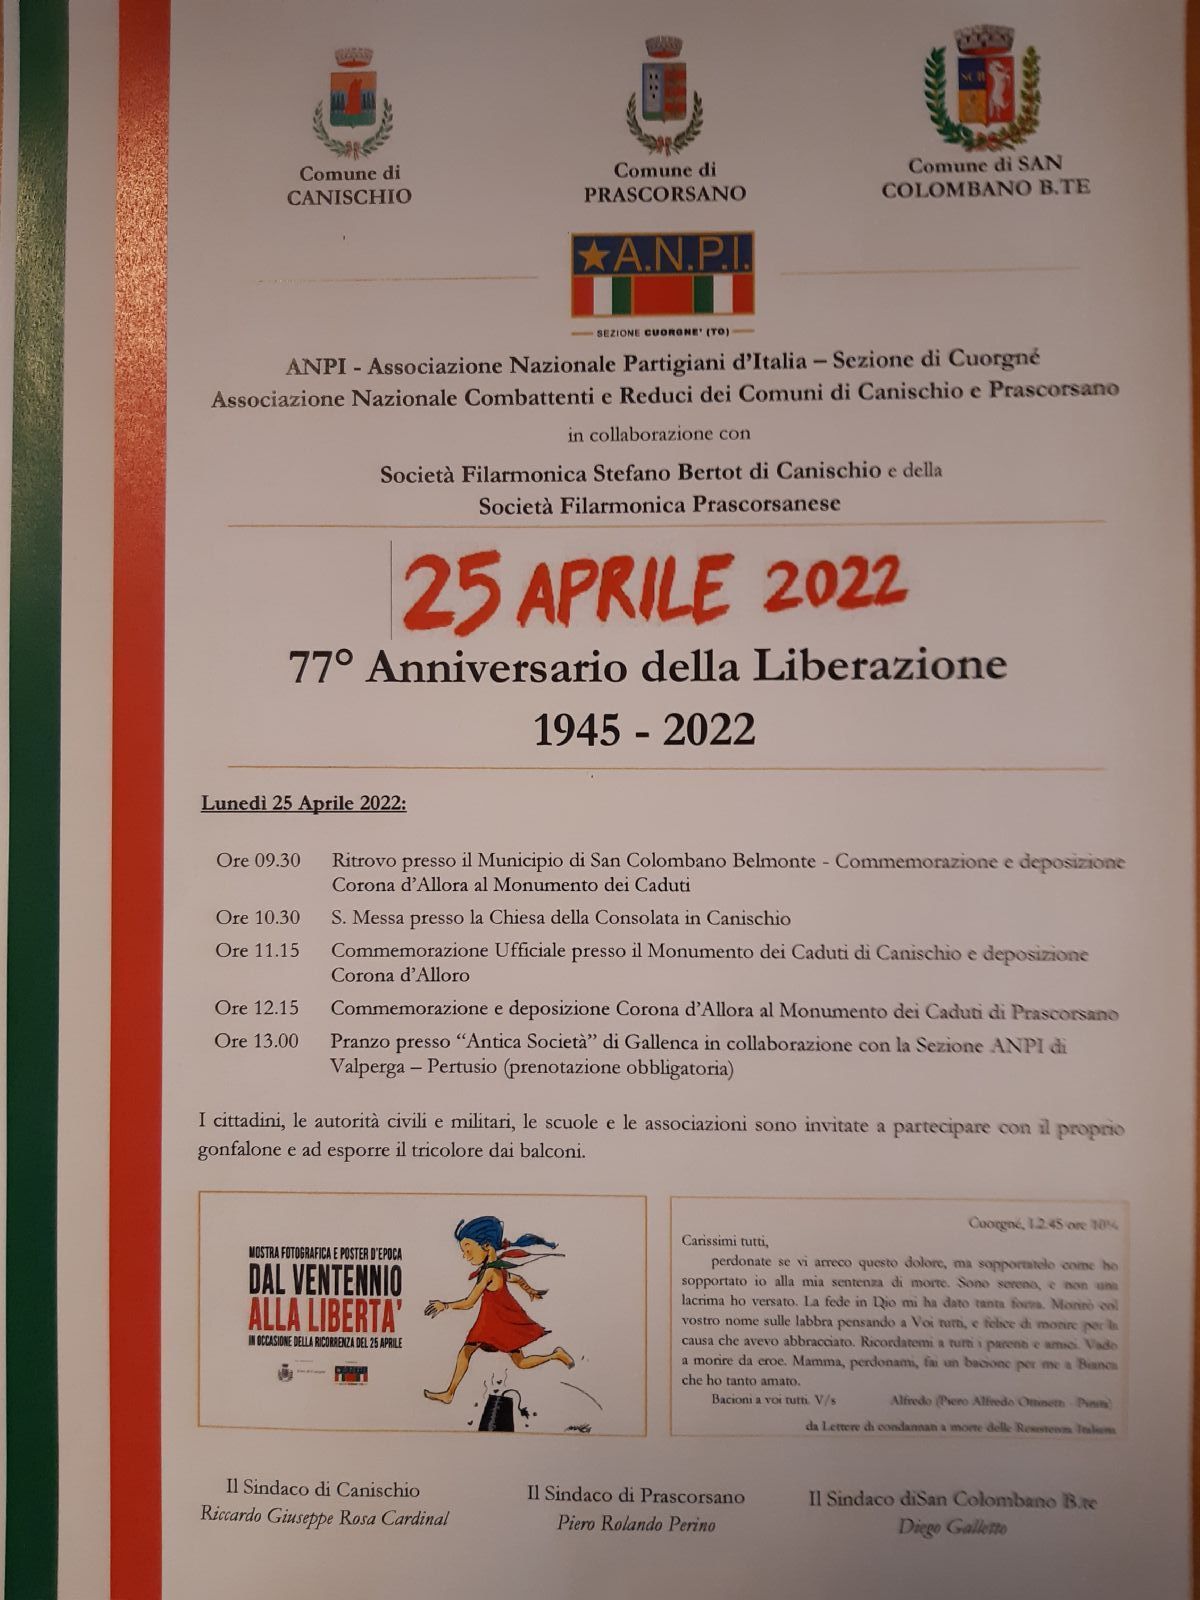 Comune di
CANISCHIO
Comune di
PRASCORSANO
SCB
Comune di SAN
COLOMBANO B.TE
A.N.P.I.
SEZIONE CUORGNE' (TO)
ANPI - Associazione Nazionale Partigiani d'Italia – Sezione di Cuorgné
Associazione Nazionale Combattenti e Reduci dei Comuni di Canischio e Prascorsano
in collaborazione con
Società Filarmonica Stefano Bertot di Canischio e della
Società Filarmonica Prascorsanese
25 APRILE 2022
77° Anniversario della Liberazione
1945 - 2022
Lunedì 25 Aprile 2022:
Ore 09.30 Ritrovo presso il Municipio di San Colombano Belmonte - Commemorazione e deposizione
Corona d'Allora al Monumento dei Caduti
Ore 10.30 S. Messa presso la Chiesa della Consolata in Canischio
Ore 11.15 Commemorazione Ufficiale presso il Monumento dei Caduti di Canischio e deposizione
Corona d'Alloro
Ore 12.15 Commemorazione e deposizione Corona d'Allora al Monumento dei Caduti di Prascorsano
Ore 13.00 Pranzo presso “Antica Società” di Gallenca in collaborazione con la Sezione ANPI di
Valperga – Pertusio (prenotazione obbligatoria)
I cittadini, le autorità civili e militari, le scuole e le associazioni sono invitate a partecipare con il proprio
gonfalone e ad esporre il tricolore dai balconi.
MOSTRA FOTOGRAFICA E POSTER D'EPOCA
DAL VENTENNIO
ALLA LIBERTA'
IN OCCASIONE DELLA RICORRENZA DEL 25 APRILE
Cuorgné, 1.2.45 ore
Carissimi tutti,
perdonate se vi arreco questo dolore, ma sopportatelo come ho
sopportato io alla mia sentenza di morte. Sono sereno, e non una
lacrima ho versato. La fede in Dio mi ha dato tanta forza. Morirò col
vostro nome sulle labbra pensando a Voi tutti, e felice di morire per la
causa che avevo abbracciato. Ricordatemi a tutti i parenti e amici. Vado
a morire da eroe. Mamma, perdonami, fai un bacione per me a Bianca
che ho tanto amato.
Bacioni a voi tutti. V/s Alfredo (Piero Alfredo
da Lettere di condannati a morte della Resistenza Italiana
Il Sindaco di Canischio
Riccardo Giuseppe Rosa Cardinal
Il Sindaco di Prascorsano
Piero Rolando Perino
Il Sindaco diSan Colombano B.te
Diego Galletto